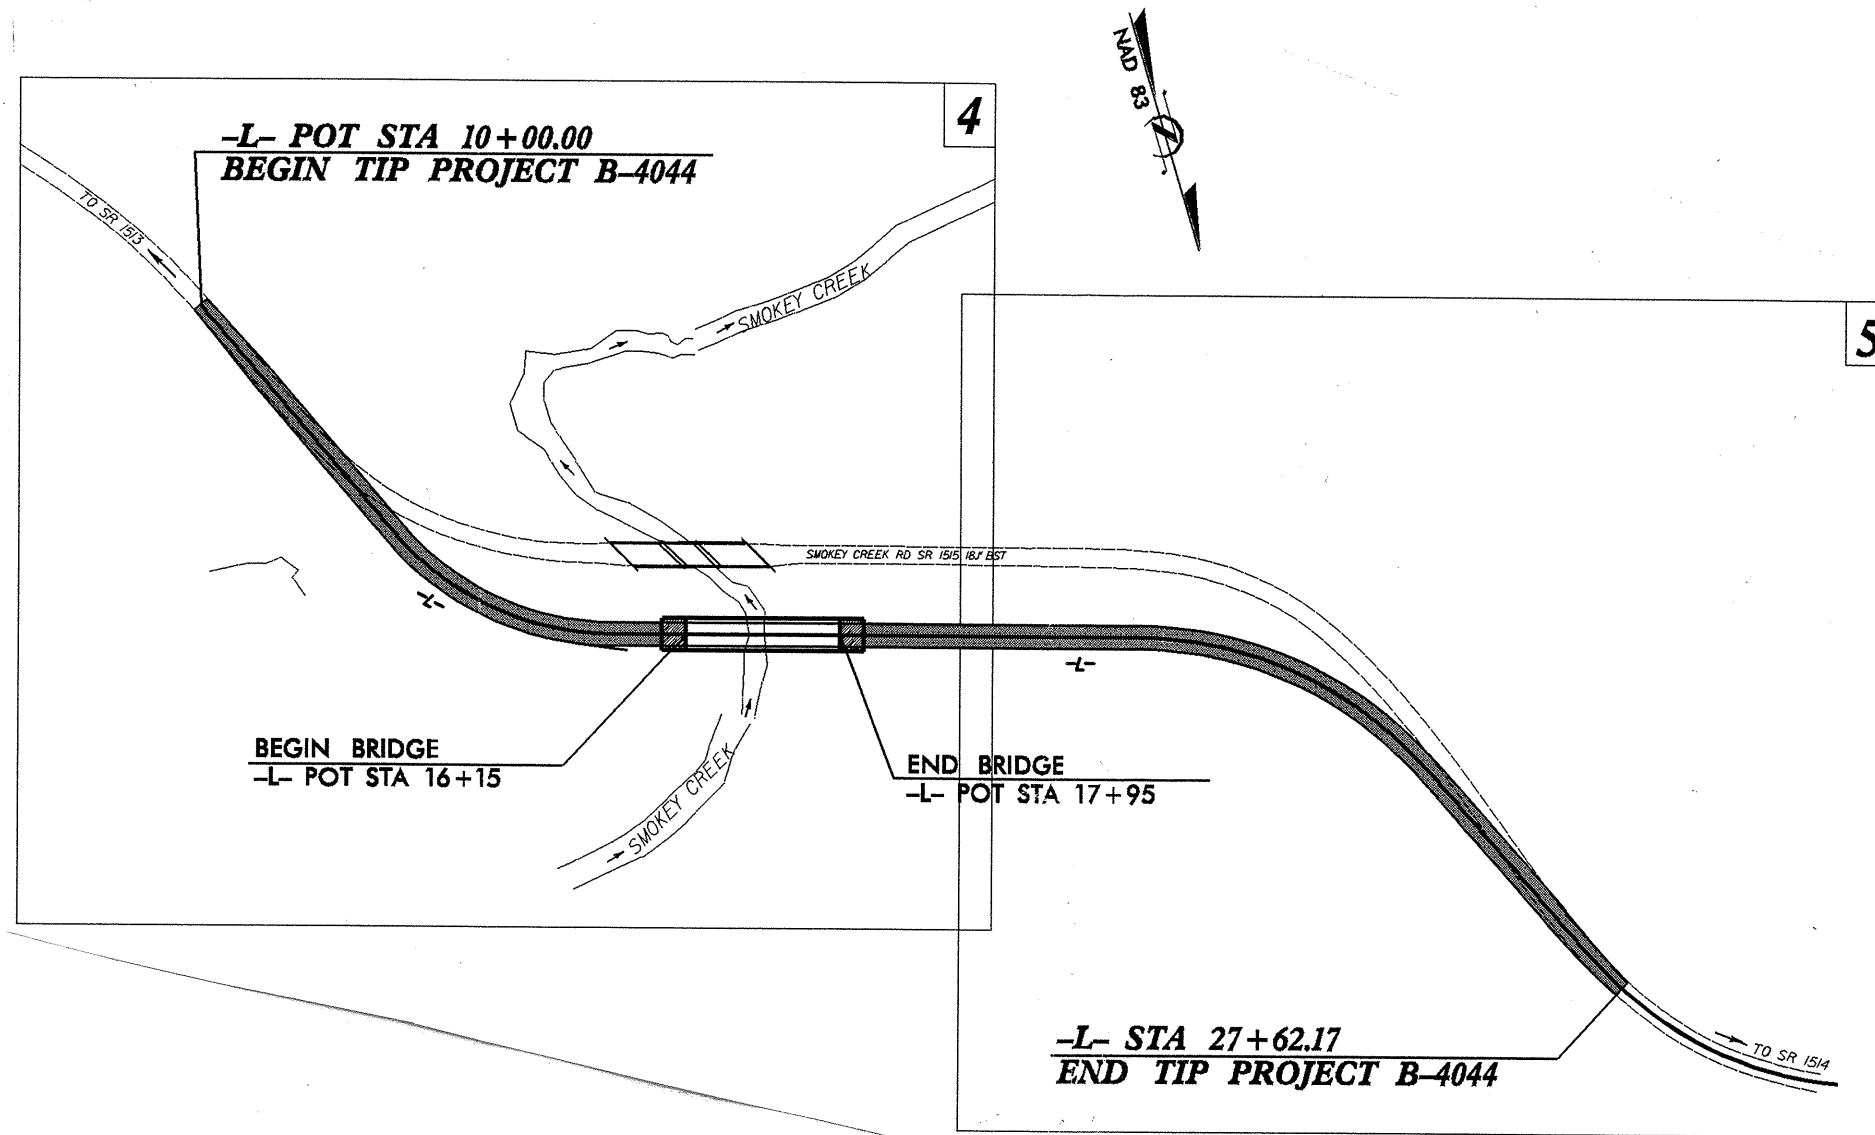 NAD 83
4
-L- POT STA 10+00.00
BEGIN TIP PROJECT B-4044
TO SR 1513
SMOKEY CREEK
5
SMOKEY CREEK RD SR 1515 18' BST
-L-
-L-
BEGIN BRIDGE
-L- POT STA 16+15
END BRIDGE
-L- POT STA 17+95
SMOKEY CREEK
-L- STA 27+62.17
END TIP PROJECT B-4044
TO SR 1514